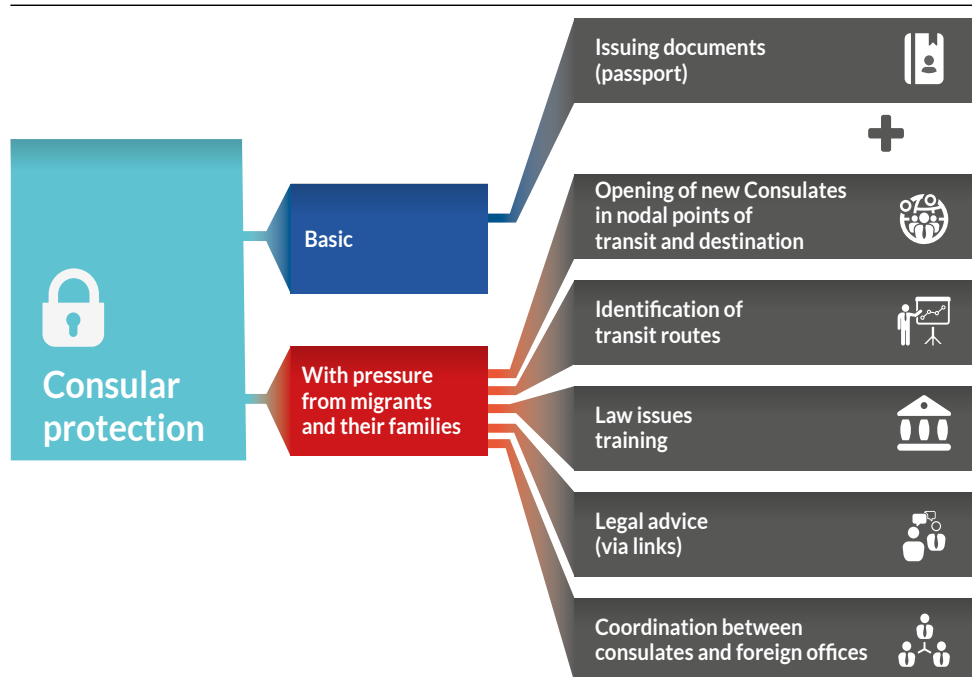 Consular
protection
Basic
With pressure
from migrants
and their families
Issuing documents
(passport)
Opening of new Consulates
in nodal points of
transit and destination
Identification of
transit routes
Law issues
training
Legal advice
(via links)
Coordination between
consulates and foreign offices